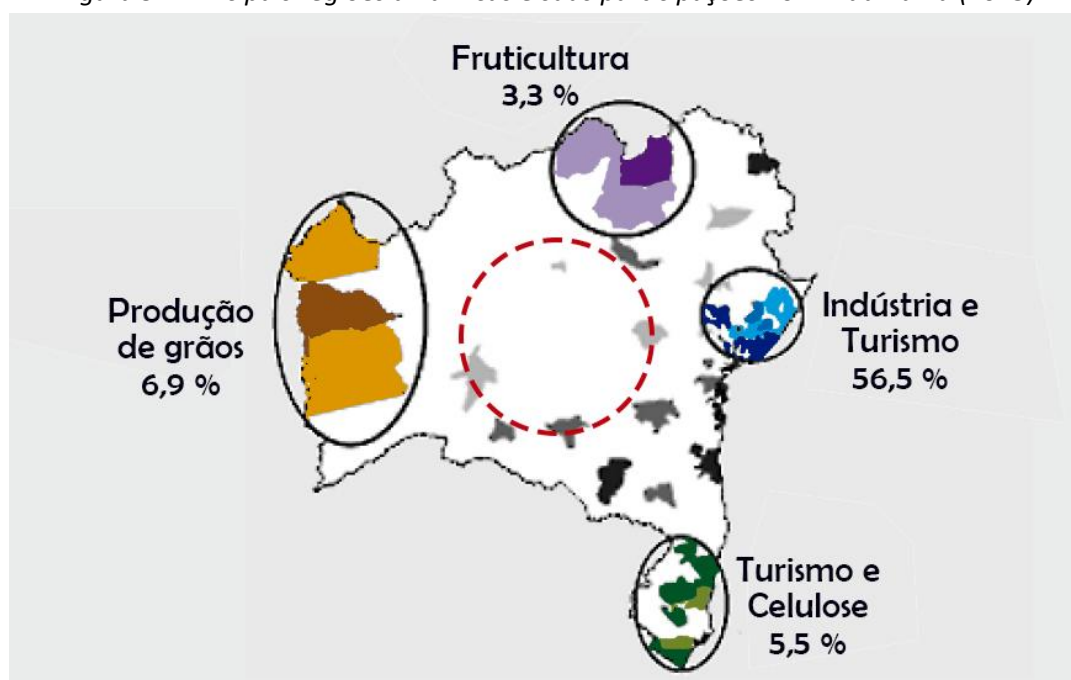 Fruticultura
3,3 %
Produção
de grãos
6,9 %
Indústria e
Turismo
56,5 %
Turismo e
Celulose
5,5 %